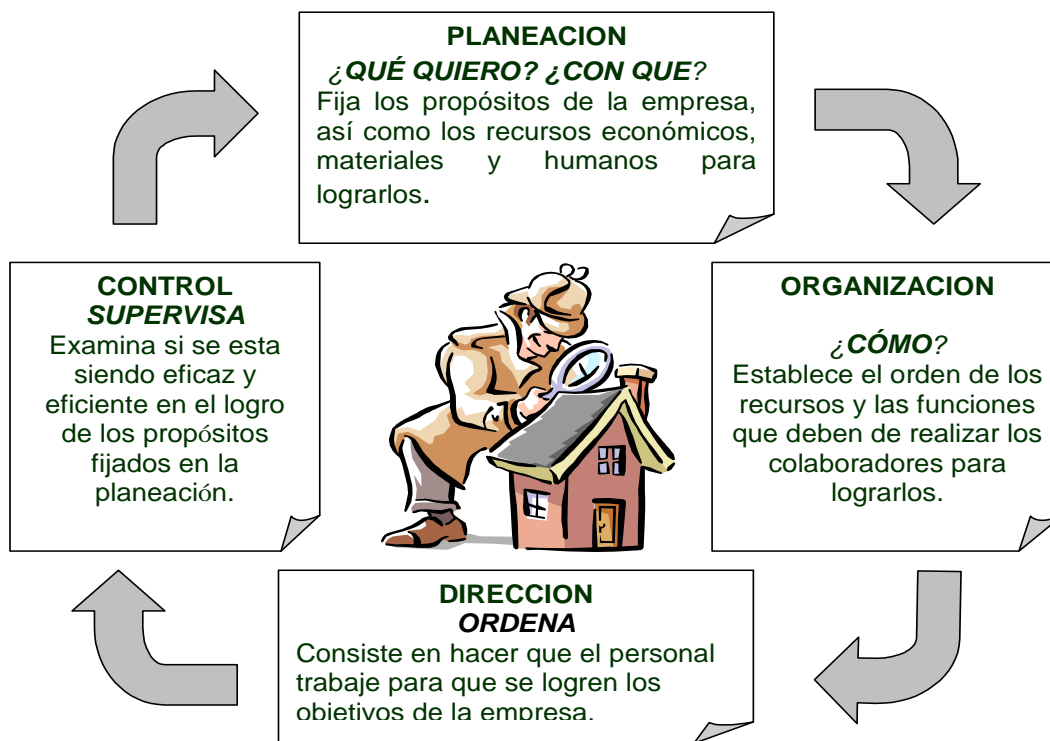 PLANEACION
¿QUÉ QUIERO? ¿CON QUE?
Fija los propósitos de la empresa,
así como los recursos económicos,
materiales y humanos para
lograrlos.
ORGANIZACION
¿CÓMO?
Establece el orden de los
recursos y las funciones
que deben de realizar los
colaboradores para
lograrlos.
DIRECCION
ORDENA
Consiste en hacer que el personal
trabaje para que se logren los
objetivos de la empresa.
CONTROL
SUPERVISA
Examina si se esta
siendo eficaz y
eficiente en el logro
de los propósitos
fijados en la
planeación.